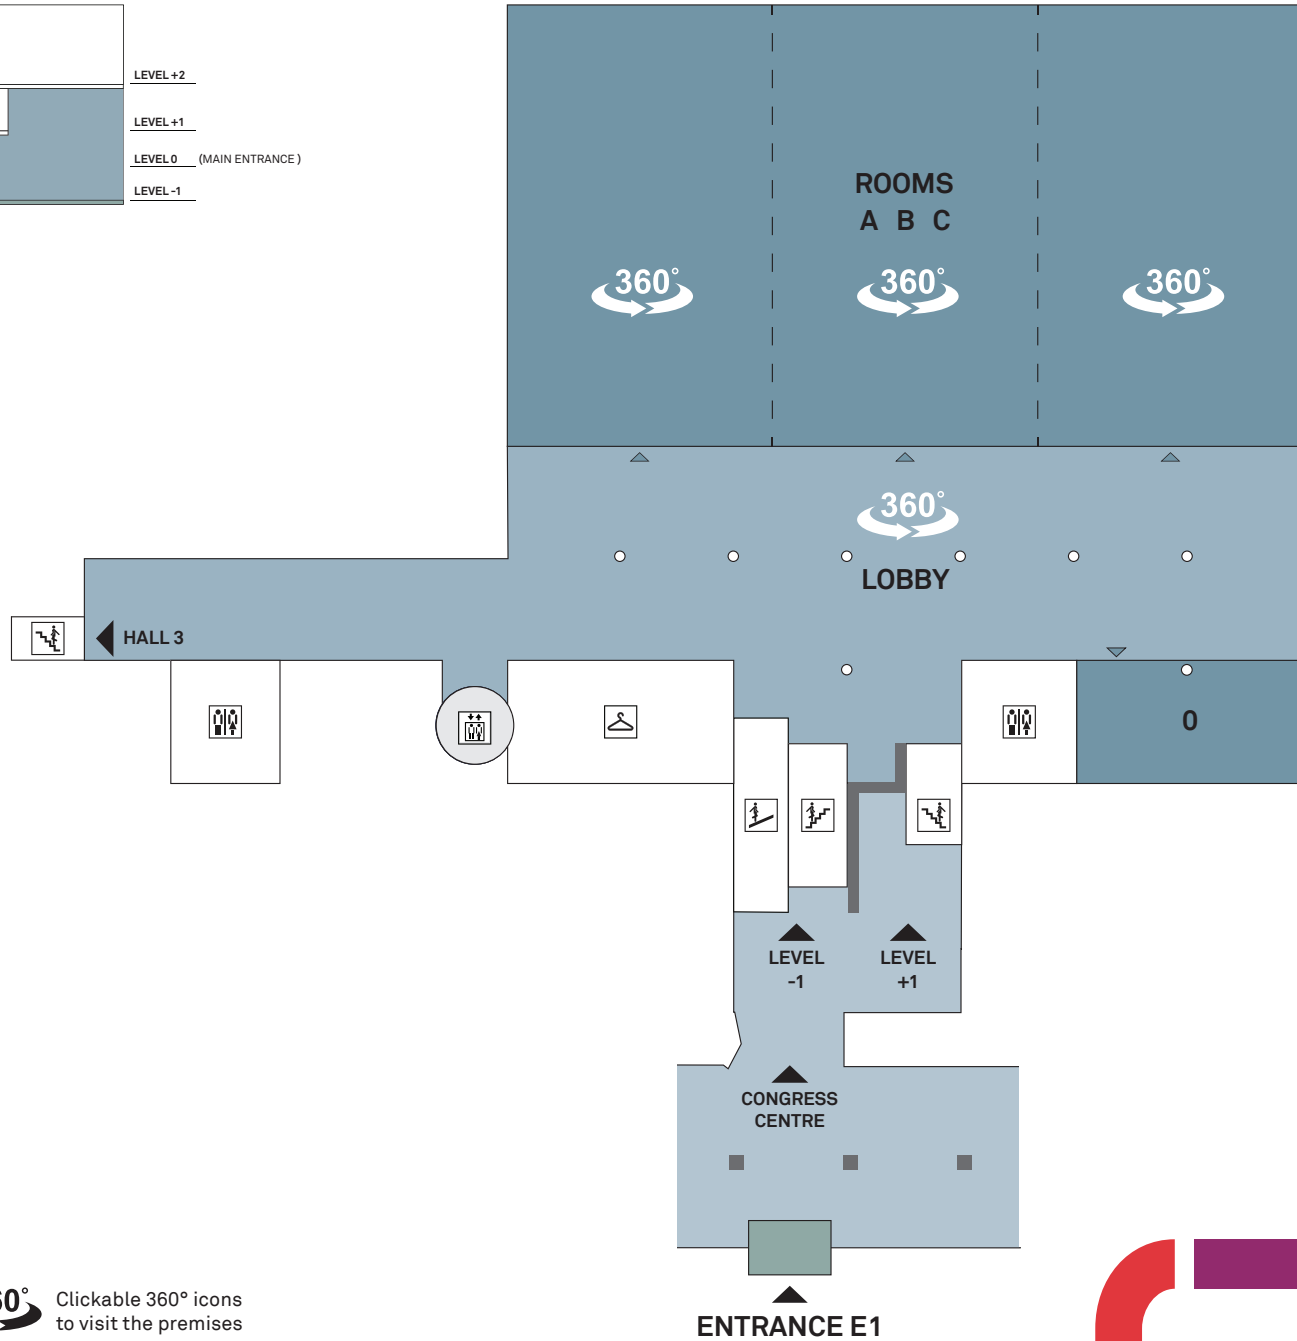 LEVEL +2
LEVEL +1
LEVEL 0 (MAIN ENTRANCE )
LEVEL -1
ROOMS
A B C
360°
360°
360°
360°
LOBBY
HALL 3
0
LEVEL
-1
LEVEL
+1
CONGRESS
CENTRE
60°
Clickable 360° icons
to visit the premises
ENTRANCE E1